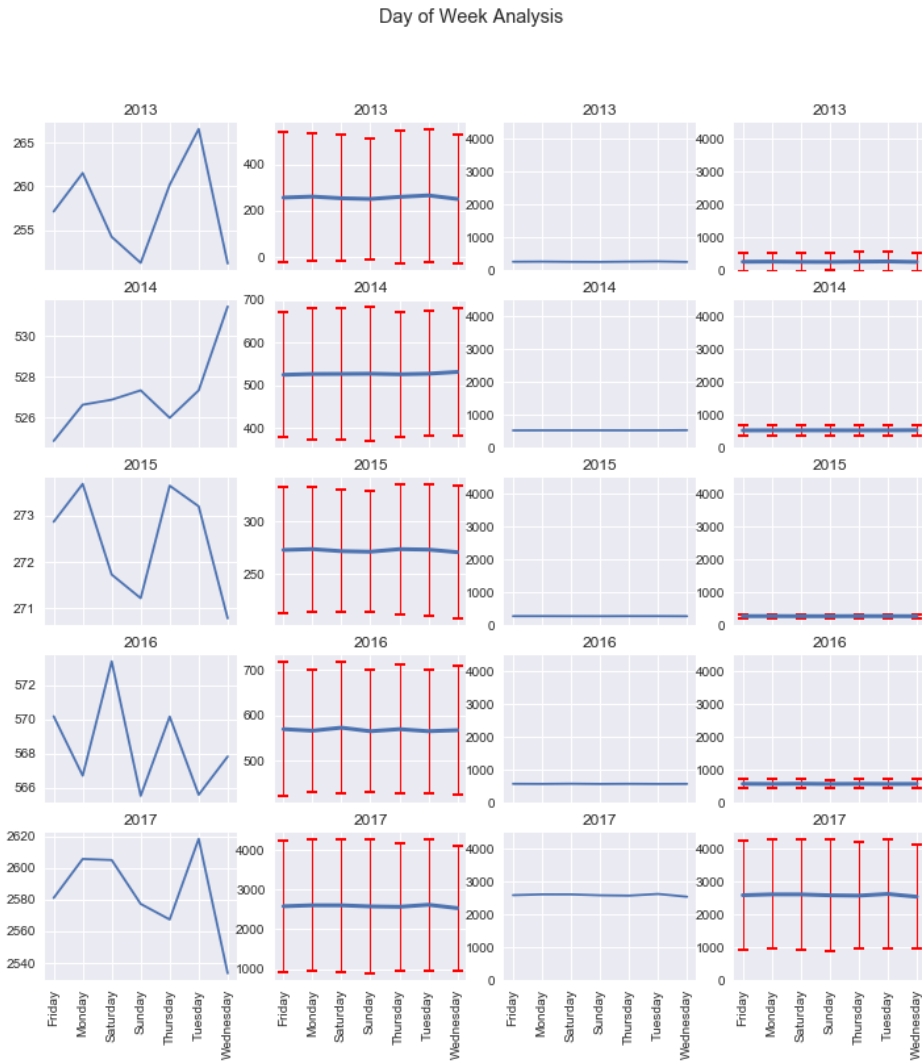 Day of Week Analysis
2013 2013
265
260
255
400
200
0
4000
3000
2000
1000
0
4000
3000
2000
1000
0
2014 2014 2014
530
528
526
700
600
500
400
4000
3000
2000
1000
0
4000
3000
2000
1000
0
2015 2015 2015 2015
273
272
271
300
250
4000
3000
2000
1000
0
4000
3000
2000
1000
0
2016 2016 2016 2016
572
570
568
566
700
600
500
4000
3000
2000
1000
0
4000
3000
2000
1000
0
2017 2017 2017 2017
2620
2600
2580
2560
2540
4000
3000
2000
1000
4000
3000
2000
1000
0
4000
3000
2000
1000
0
Friday
Monday
Saturday
Sunday
Thursday
Tuesday
Wednesday
Friday
Monday
Saturday
Sunday
Thursday
Tuesday
Wednesday
Friday
Monday
Saturday
Sunday
Thursday
Tuesday
Wednesday
Friday
Monday
Saturday
Sunday
Thursday
Tuesday
Wednesday